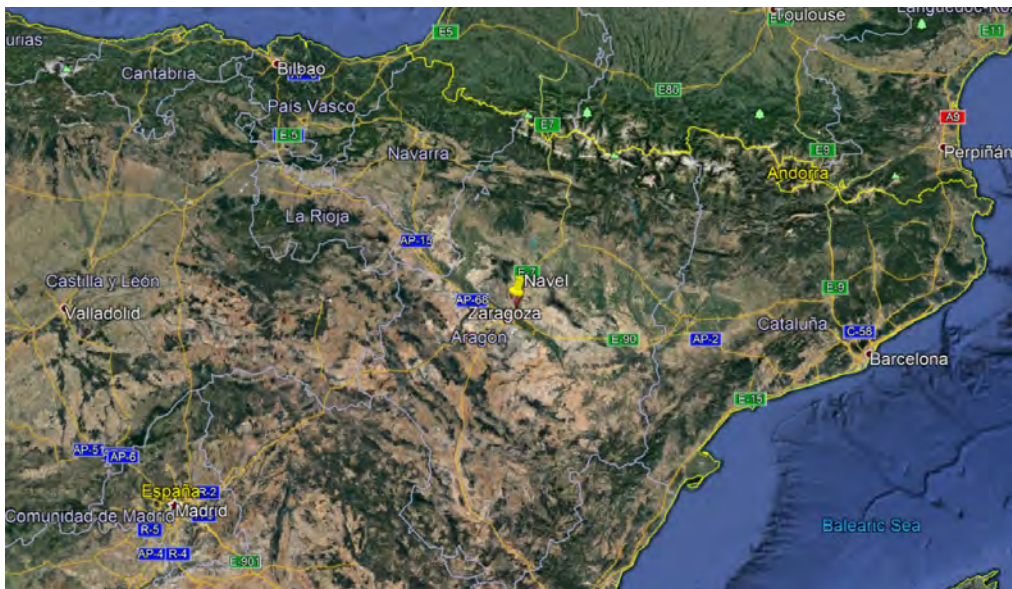 Toulouse
E5
E11
urias
Cantabria
Bilbao
País Vasco
E80
E-5
E7
A9
Navarra
E9
Perpiñán
Andorra
La Rioja
AP-15
E-7
Navel
Castilla y León
AP-68
E-9
Valladolid
Zaragoza
Cataluña
Aragón
E-90
AP-2
C-58
Barcelona
E-15
AP-51
AP-6
España
R-2
Comunidad de Madrid
Madrid
R-5
Balearic Sea
AP-4
R-4
E-901